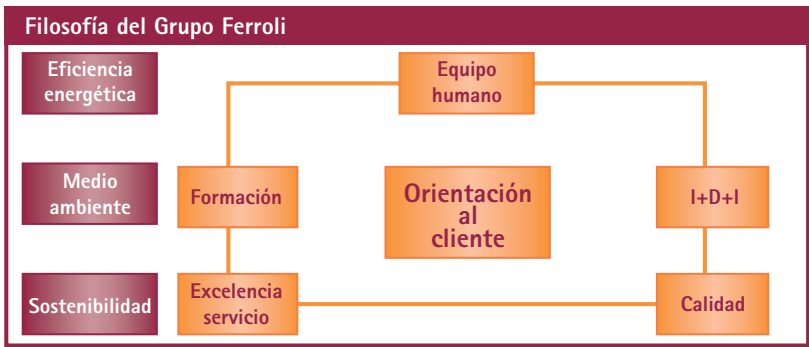 Filosofía del Grupo Ferroli
Eficiencia
energética
Equipo
humano
Medio
ambiente
Formación
Orientación
al
cliente
I+D+I
Sostenibilidad
Excelencia
servicio
Calidad